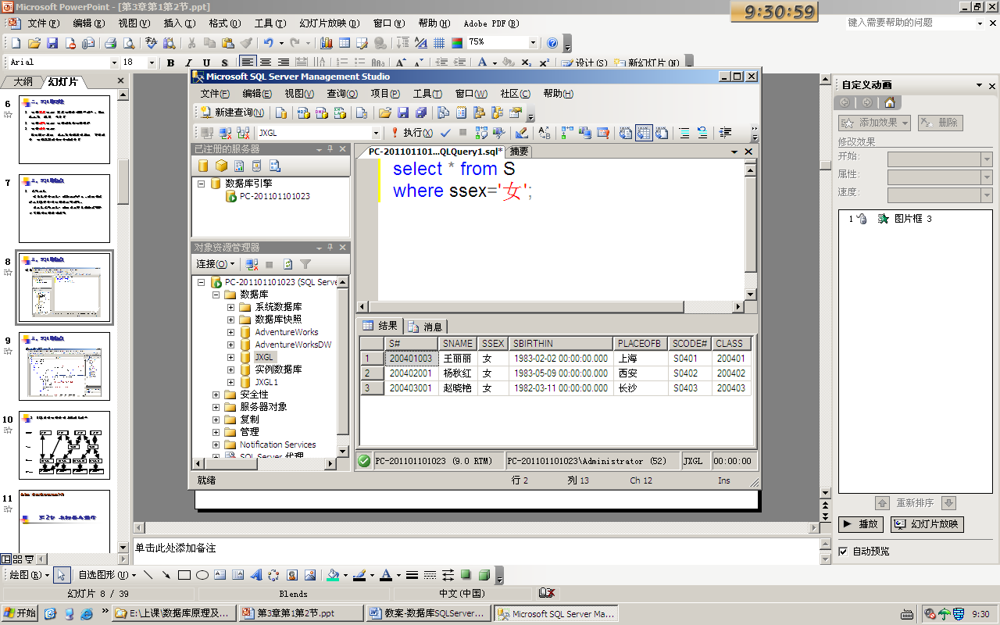 Microsoft PowerPoint - [第3章第1第2节.ppt]
9:30:59
文件(F) 编辑(E) 视图(V) 插入(I) 格式(O) 工具(T) 幻灯片放映(D) 窗口(W) 帮助(H) Adobe PDF(B)
键入需要帮助的问题
75%
Arial 18 B I U S 设计(S) 新幻灯片(N)
大纲 幻灯片
6
7
8
9
10
11
Microsoft SQL Server Management Studio
文件(F) 编辑(E) 视图(V) 查询(Q) 项目(P) 工具(T) 窗口(W) 社区(C) 帮助(H)
新建查询(N)
JXGL 执行(X)
已注册的服务器
数据库引擎
PC-201101101023
对象资源管理器
连接(O)
PC-201101101023 (SQL Serve
数据库
系统数据库
数据库快照
AdventureWorks
AdventureWorksDW
JXGL
实例数据库
JXGL1
安全性
服务器对象
复制
管理
Notification Services
SQL Server 代理
PC-201101101...QLQuery1.sql* 摘要
select * from S
where ssex='女';
结果 消息
S# SNAME SSEX SBIRTHIN PLACEOFB SCODE# CLASS
1 200401003 王丽丽 女 1983-02-02 00:00:00.000 上海 S0401 200401
2 200402001 杨秋红 女 1983-05-09 00:00:00.000 西安 S0402 200402
3 200403001 赵晓艳 女 1982-03-11 00:00:00.000 长沙 S0403 200403
PC-201101101023 (9.0 RTM) PC-201101101023\Administrator (52) JXGL 00:00:00
就绪 行 2 列 13 Ch 12 Ins
自定义动画
添加效果 删除
修改效果
开始:
属性:
速度:
1 图片框 3
重新排序
播放 幻灯片放映
自动预览
单击此处添加备注
绘图(R) 自选图形(U)
幻灯片 8 / 39 Blends 中文(中国)
开始 E:\上课\数据库原理及... 第3章第1第2节.ppt 教案-数据库SQLServer... Microsoft SQL Server Ma... 9:30